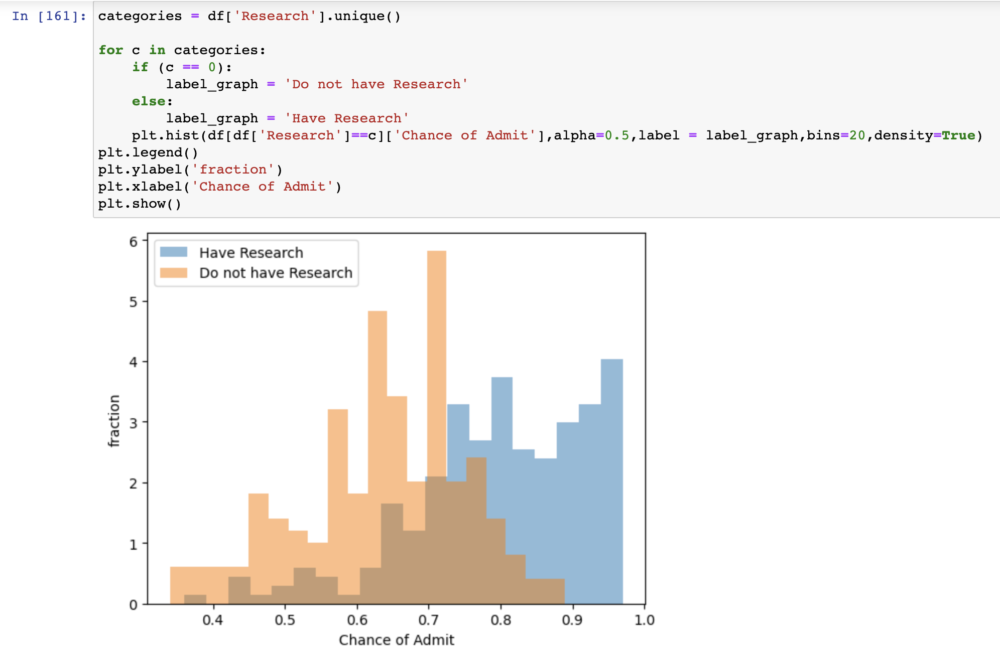 In [161]: categories = df['Research'].unique()
for c in categories:
    if (c == 0):
        label_graph = 'Do not have Research'
    else:
        label_graph = 'Have Research'
    plt.hist(df[df['Research']==c]['Chance of Admit'],alpha=0.5,label = label_graph,bins=20,density=True)
plt.legend()
plt.ylabel('fraction')
plt.xlabel('Chance of Admit')
plt.show()
Have Research
Do not have Research
6
5
4
3
2
1
0
fraction
0.4 0.5 0.6 0.7 0.8 0.9 1.0
Chance of Admit